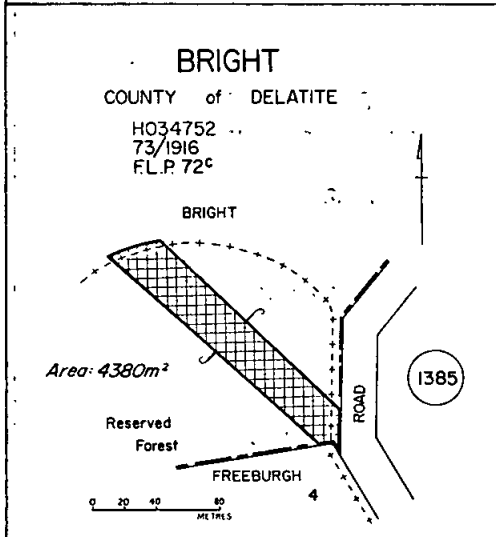 BRIGHT
COUNTY of DELATITE
HO34752
73/1916
F.L.P. 72ᶜ
BRIGHT
Area: 4380m²
1385
ROAD
Reserved
Forest
FREEBURGH
4
0 20 40 80
METRES